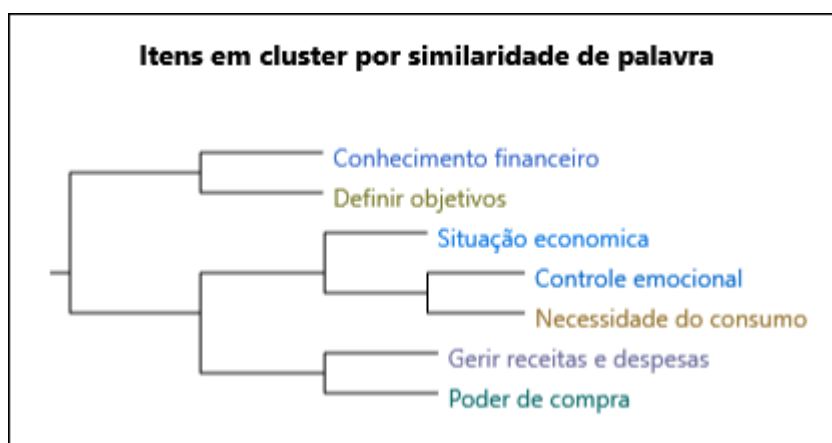 Itens em cluster por similaridade de palavra
Conhecimento financeiro
Definir objetivos
Situação economica
Controle emocional
Necessidade do consumo
Gerir receitas e despesas
Poder de compra